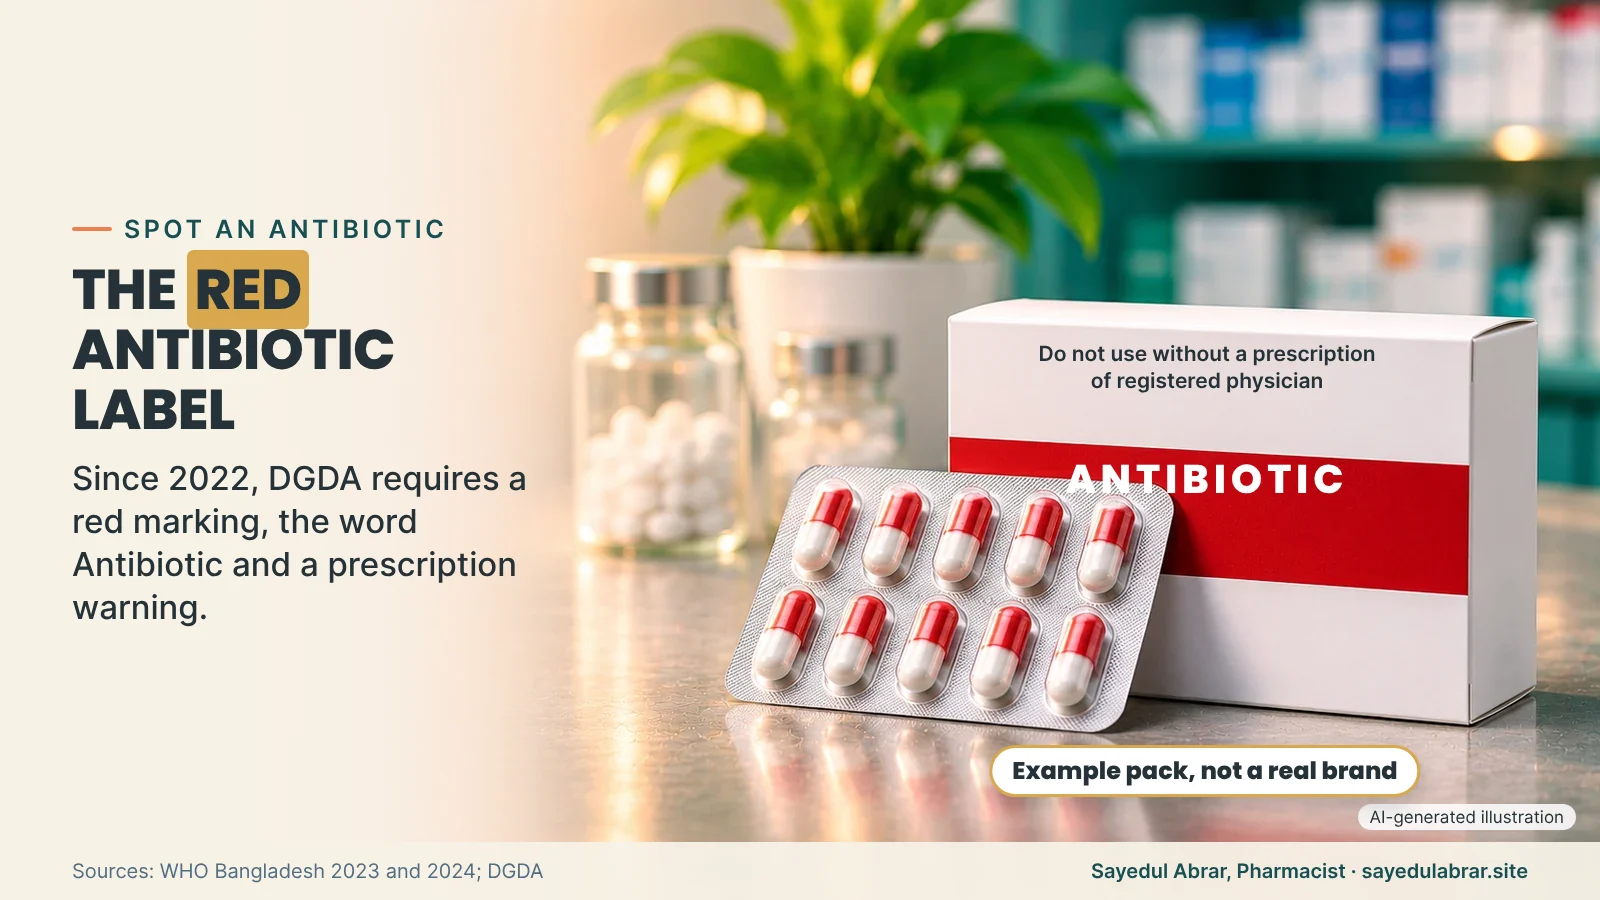 SPOT AN ANTIBIOTIC
THE RED
ANTIBIOTIC
LABEL
Since 2022, DGDA requires a
red marking, the word
Antibiotic and a prescription
warning.
Do not use without a prescription
of registered physician
ANTIBIOTIC
Example pack, not a real brand
AI-generated illustration
Sources: WHO Bangladesh 2023 and 2024; DGDA
Sayedul Abrar, Pharmacist · sayedulabrar.site